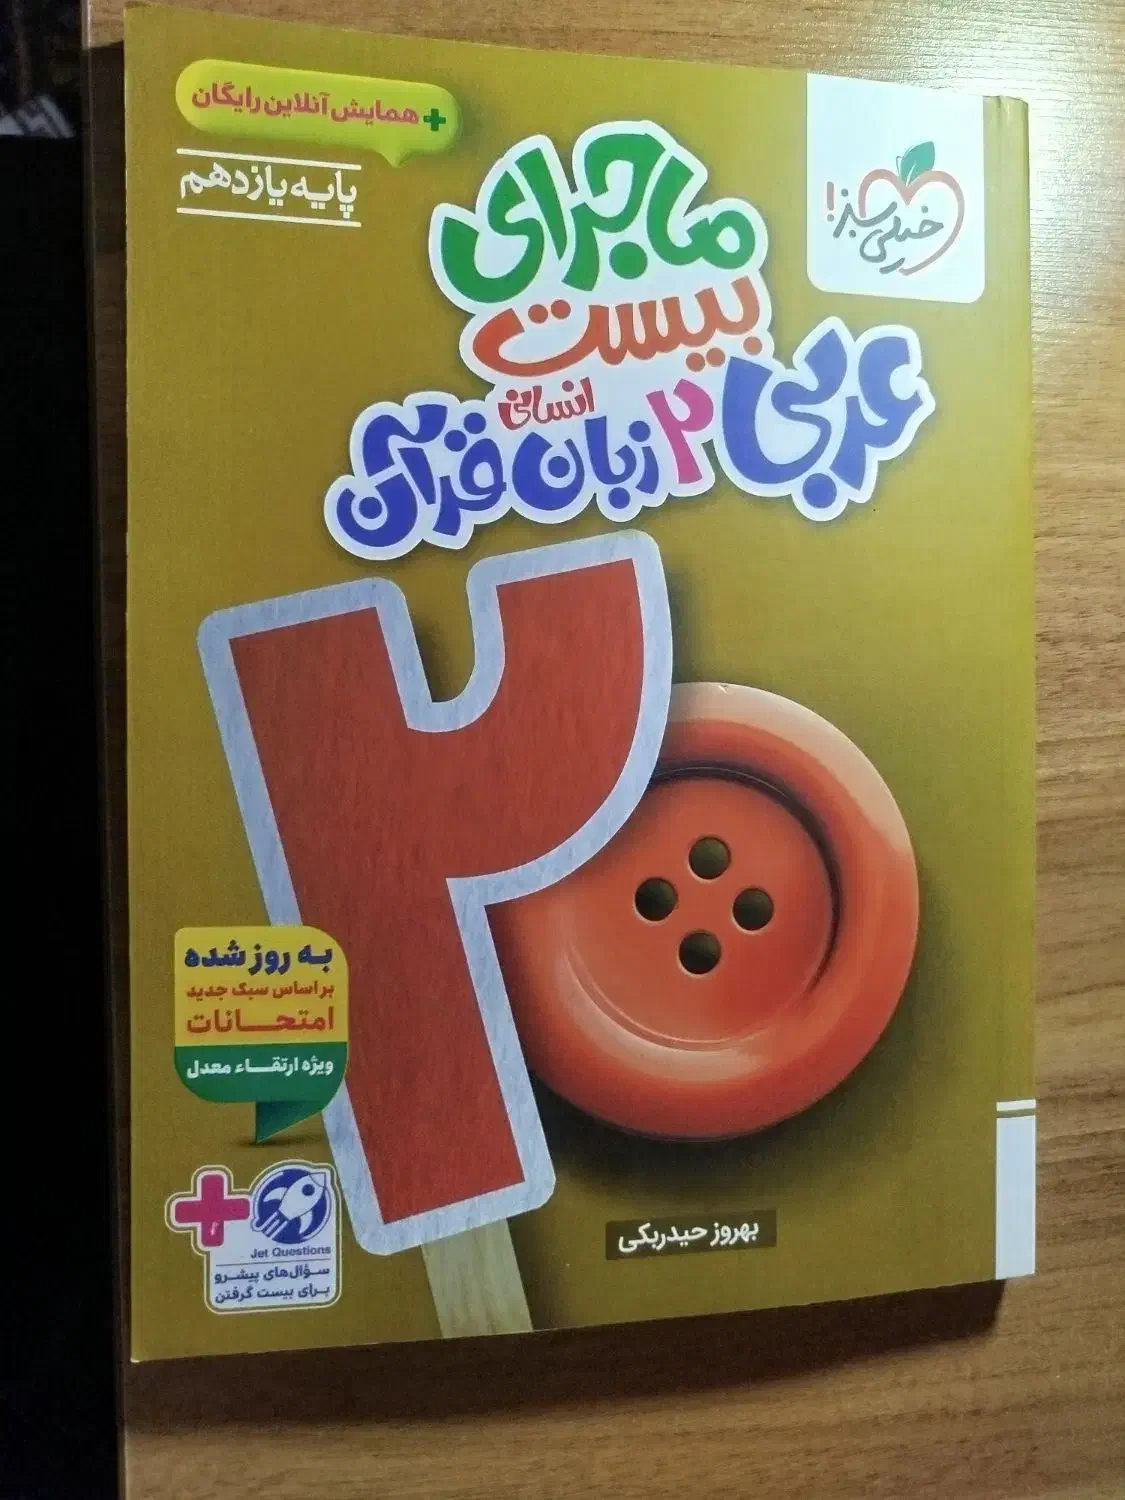 + همایش آنلاین رایگان
پایه یازدهم
خیلی سبز!
ماجرای
بیست
انسانی
عربی ۲ زبان قرآن
۲۰
به روز شده
بر اساس سبک جدید
امتحانات
ویژه ارتقاء معدل
Jet Questions
سؤال‌های پیشرو
برای بیست گرفتن
بهروز حیدربکی